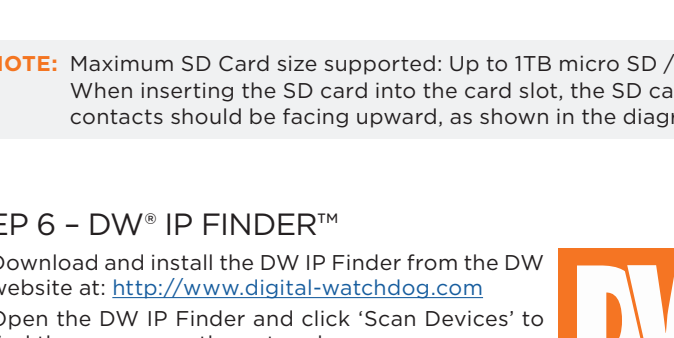 NOTE: Maximum SD Card size supported: Up to 1TB micro SD /
When inserting the SD card into the card slot, the SD
contacts should be facing upward, as shown in the
EP 6 – DW® IP FINDER™
Download and install the DW IP Finder from the DW
website at: http://www.digital-watchdog.com
Open the DW IP Finder and click ‘Scan Devices’ to
DW